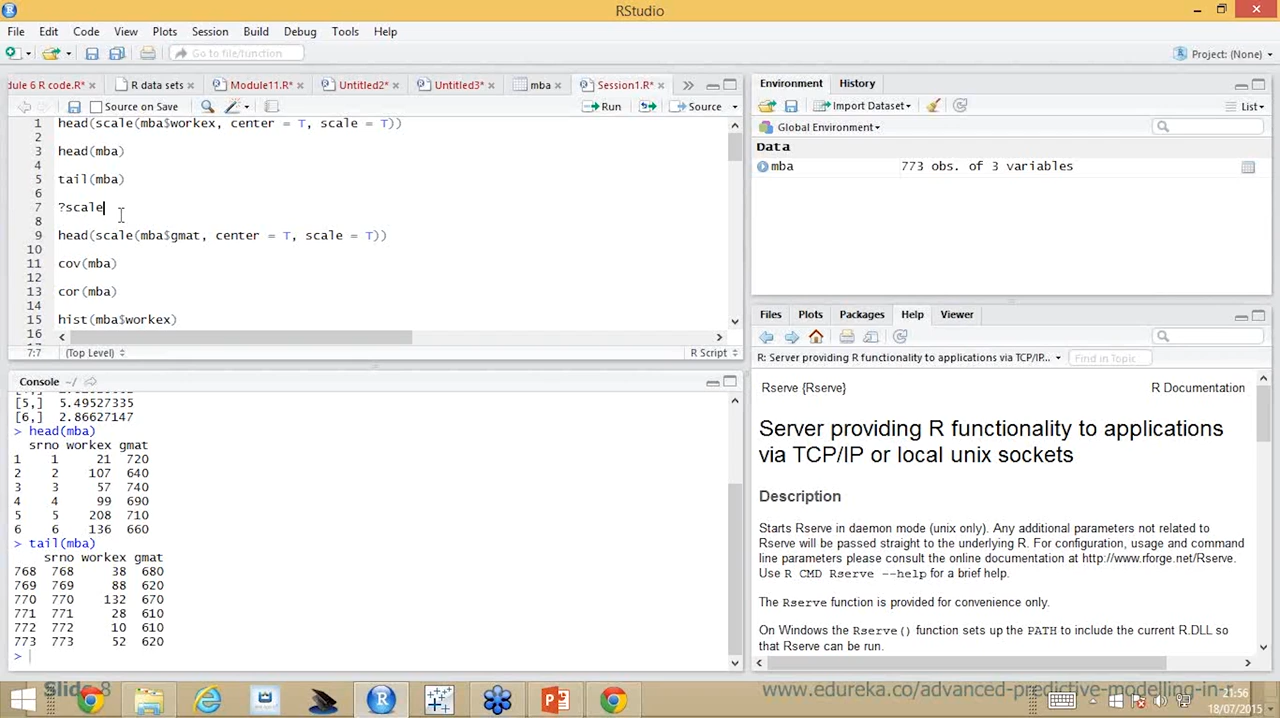 RStudio
File Edit Code View Plots Session Build Debug Tools Help
Go to file/function
Project: (None)
dule 6 R code.R* R data sets Module11.R* Untitled2* Untitled3* mba Session1.R*
Source on Save Run Source
1 head(scale(mba$workex, center = T, scale = T))
2
3 head(mba)
4
5 tail(mba)
6
7 ?scale
8
9 head(scale(mba$gmat, center = T, scale = T))
10
11 cov(mba)
12
13 cor(mba)
14
15 hist(mba$workex)
16
7:7 (Top Level) R Script
Console ~/
[5,] 5.49527335
[6,] 2.86627147
> head(mba)
srno workex gmat
1 1 21 720
2 2 107 640
3 3 57 740
4 4 99 690
5 5 208 710
6 6 136 660
> tail(mba)
srno workex gmat
768 768 38 680
769 769 88 620
770 770 132 670
771 771 28 610
772 772 10 610
773 773 52 620
>
Environment History
Import Dataset List
Global Environment
Data
mba 773 obs. of 3 variables
Files Plots Packages Help Viewer
R: Server providing R functionality to applications via TCP/IP... Find in Topic
Rserve {Rserve} R Documentation
Server providing R functionality to applications
via TCP/IP or local unix sockets
Description
Starts Rserve in daemon mode (unix only). Any additional parameters not related to
Rserve will be passed straight to the underlying R. For configuration, usage and command
line parameters please consult the online documentation at http://www.rforge.net/Rserve.
Use R CMD Rserve --help for a brief help.
The Rserve function is provided for convenience only.
On Windows the Rserve() function sets up the PATH to include the current R.DLL so
that Rserve can be run.
Slide 8
www.edureka.co/advanced-predictive-modelling-in-r
21:56
18/07/2015